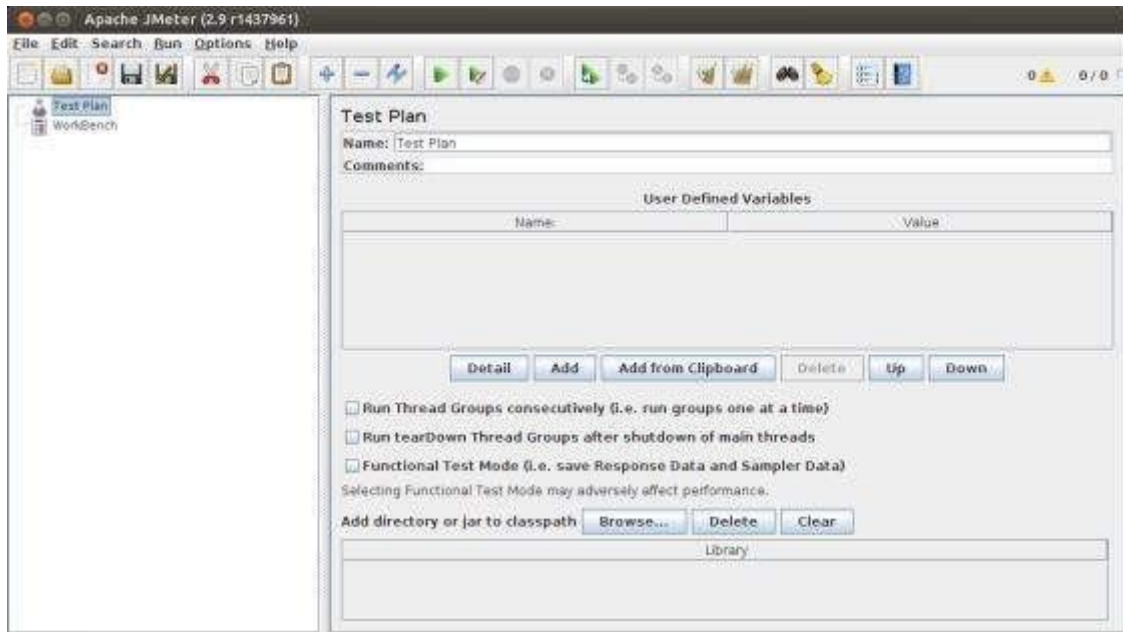 Apache JMeter (2.9 r1437961)
File Edit Search Run Options Help
0 0/0
Test Plan
WorkBench
Test Plan
Name: Test Plan
Comments:
User Defined Variables
Name: Value
Detail Add Add from Clipboard Delete Up Down
Run Thread Groups consecutively (i.e. run groups one at a time)
Run tearDown Thread Groups after shutdown of main threads
Functional Test Mode (i.e. save Response Data and Sampler Data)
Selecting Functional Test Mode may adversely affect performance.
Add directory or jar to classpath Browse... Delete Clear
Library